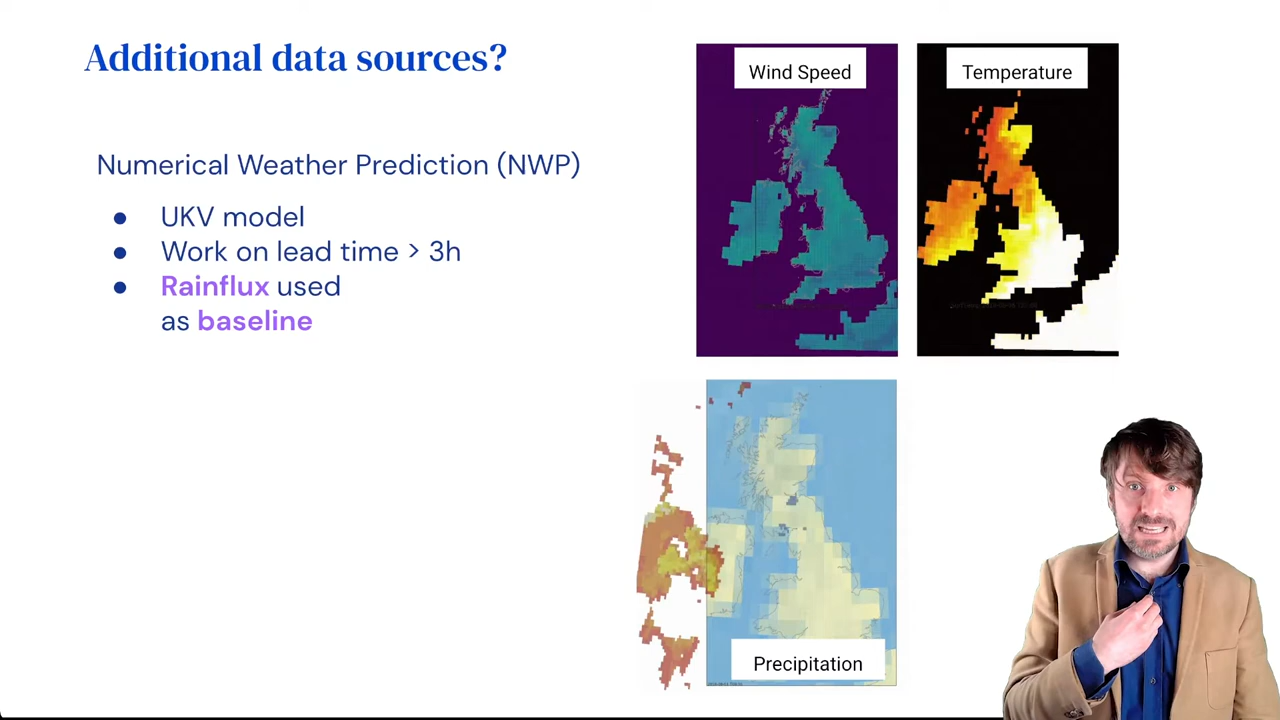 Additional data sources?
Numerical Weather Prediction (NWP)
● UKV model
● Work on lead time > 3h
● Rainflux used
as baseline
Wind Speed
Temperature
Precipitation